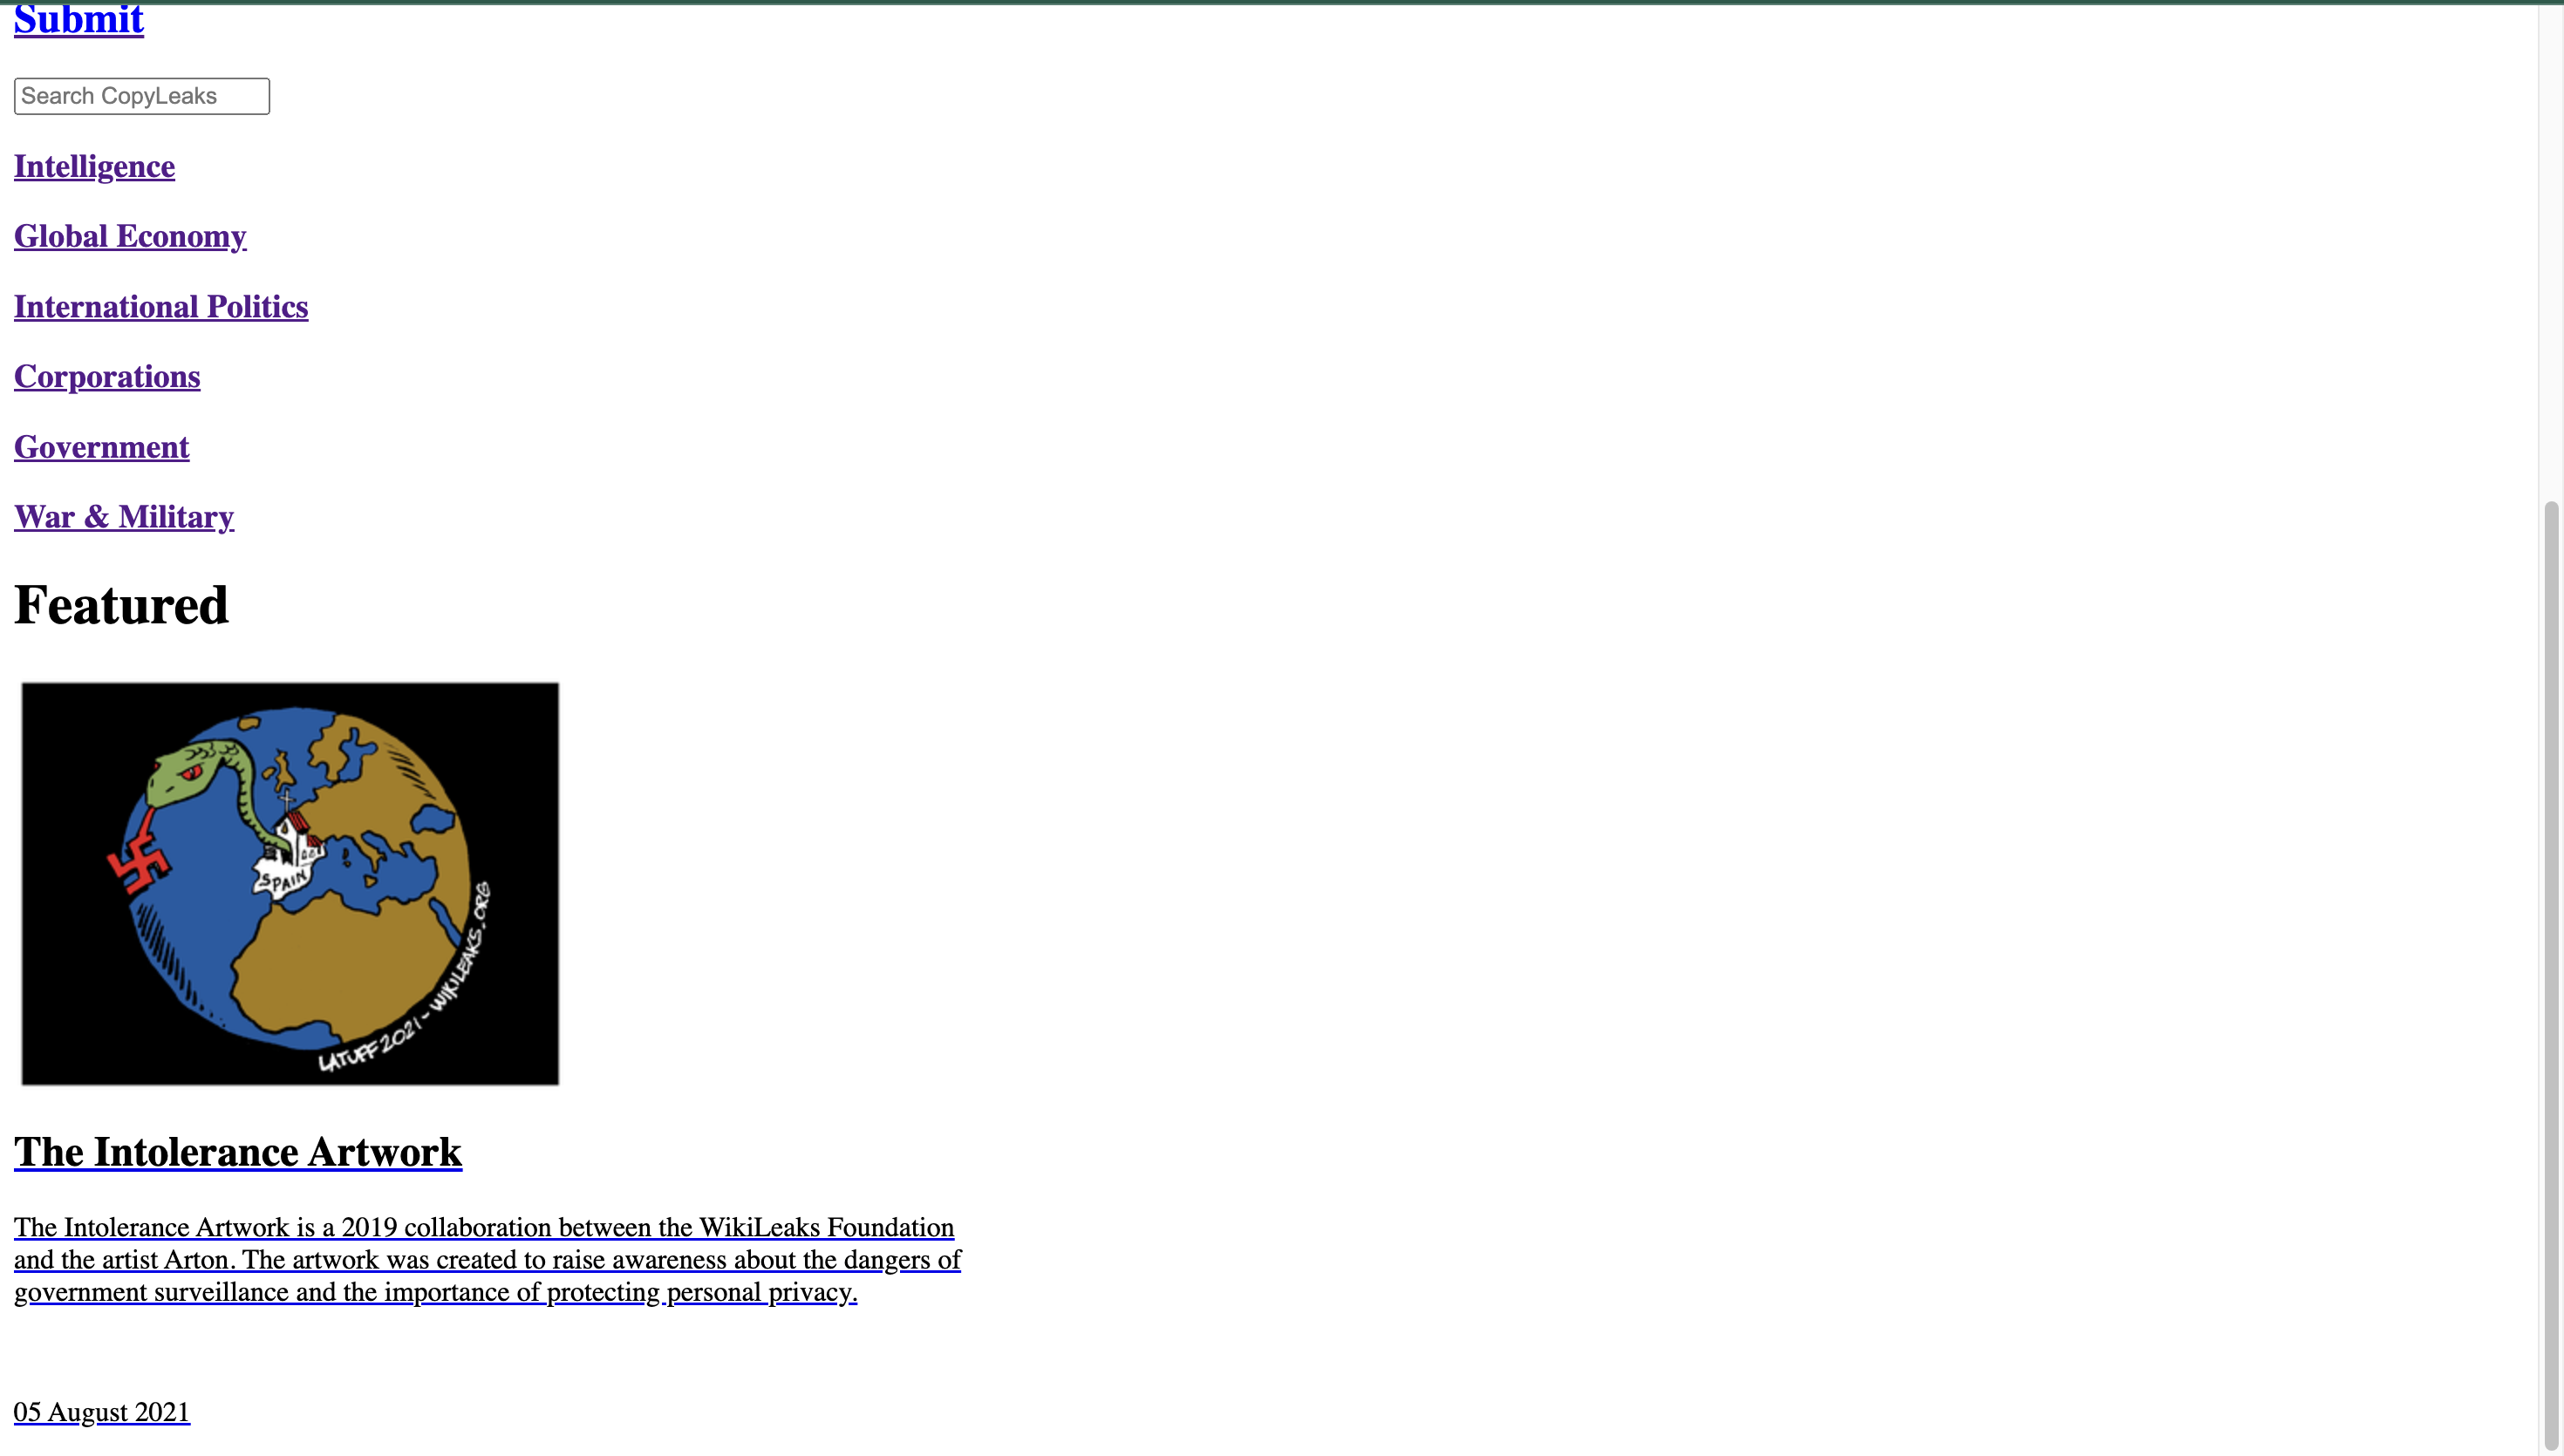 Submit
Search CopyLeaks
Intelligence
Global Economy
International Politics
Corporations
Government
War & Military
Featured
SPAIN
LATUFF 2021 - WIKILEAKS.ORG
The Intolerance Artwork
The Intolerance Artwork is a 2019 collaboration between the WikiLeaks Foundation
and the artist Arton. The artwork was created to raise awareness about the dangers of
government surveillance and the importance of protecting personal privacy.
05 August 2021